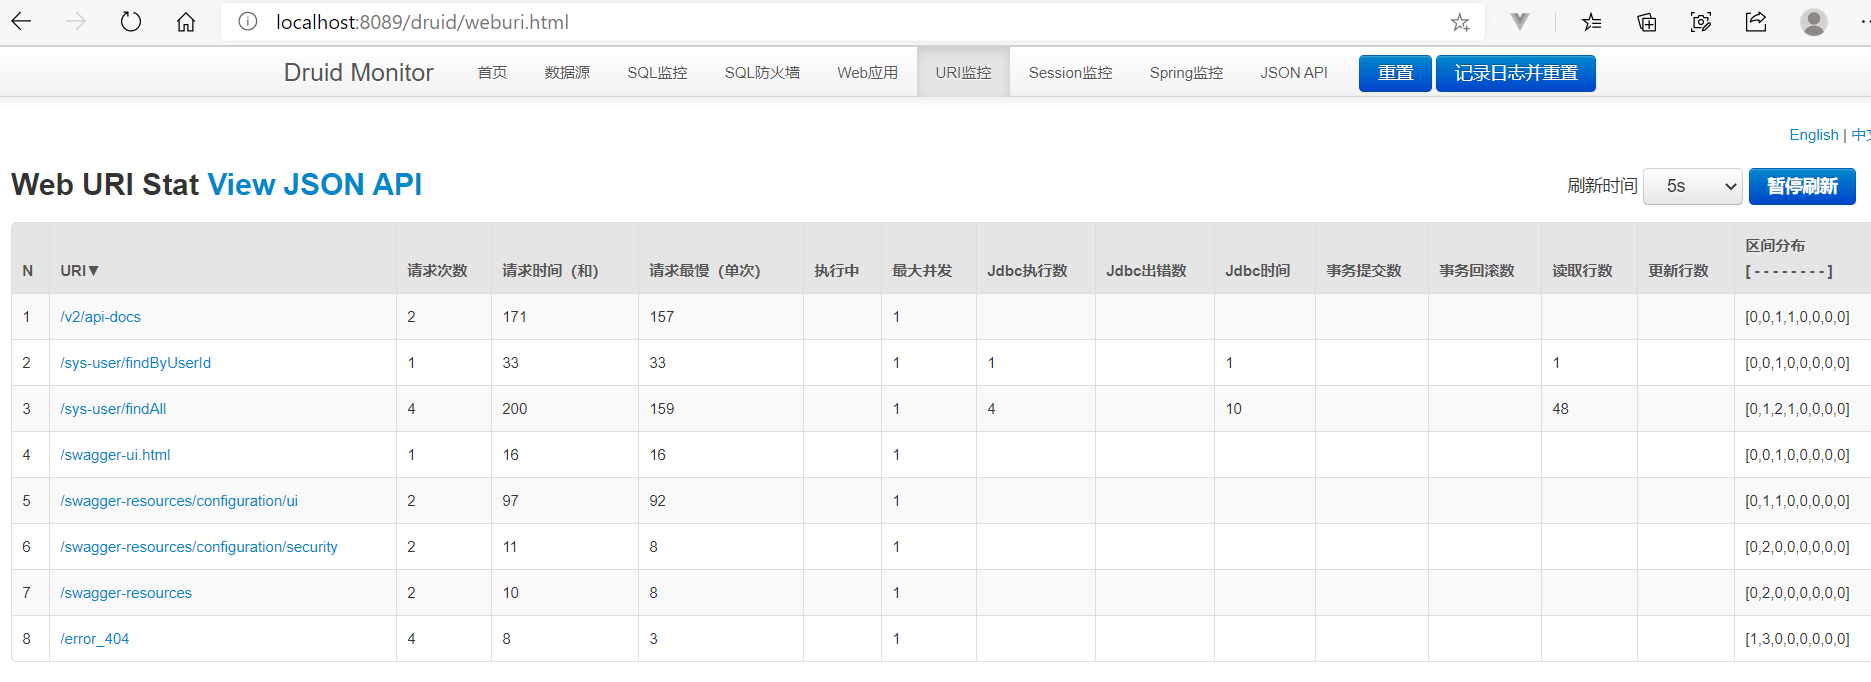 localhost:8089/druid/weburi.html
Druid Monitor 首页 数据源 SQL监控 SQL防火墙 Web应用 URI监控 Session监控 Spring监控 JSON API 重置 记录日志并重置
English | 中文
Web URI Stat View JSON API 刷新时间 5s 暂停刷新
N URI▼ 请求次数 请求时间（和） 请求最慢（单次） 执行中 最大并发 Jdbc执行数 Jdbc出错数 Jdbc时间 事务提交数 事务回滚数 读取行数 更新行数 区间分布
[ - - - - - - - - ]
1 /v2/api-docs 2 171 157 1 [0,0,1,1,0,0,0,0]
2 /sys-user/findByUserId 1 33 33 1 1 1 1 [0,0,1,0,0,0,0,0]
3 /sys-user/findAll 4 200 159 1 4 10 48 [0,1,2,1,0,0,0,0]
4 /swagger-ui.html 1 16 16 1 [0,0,1,0,0,0,0,0]
5 /swagger-resources/configuration/ui 2 97 92 1 [0,1,1,0,0,0,0,0]
6 /swagger-resources/configuration/security 2 11 8 1 [0,2,0,0,0,0,0,0]
7 /swagger-resources 2 10 8 1 [0,2,0,0,0,0,0,0]
8 /error_404 4 8 3 1 [1,3,0,0,0,0,0,0]